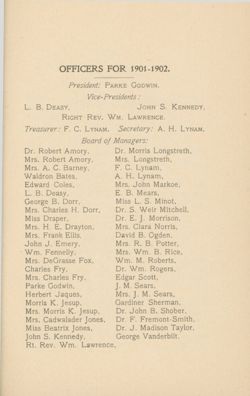 OFFICERS FOR 1901-1902.
President: PARKE GODWIN.
Vice-Presidents:
L. B. DEASY, JOHN S. KENNEDY,
RIGHT REV. WM. LAWRENCE.
Treasurer: F. C. LYNAM. Secretary: A. H. LYNAM.
Board of Managers:
Dr. Robert Amory, Dr. Morris Longstreth,
Mrs. Robert Amory, Mrs. Longstreth,
Mrs. A. C. Barney, F. C. Lynam,
Waldron Bates, A. H. Lynam,
Edward Coles, Mrs. John Markoe,
L. B. Deasy, E. B. Mears,
George B. Dorr, Miss L. S. Minot,
Mrs. Charles H. Dorr, Dr. S. Weir Mitchell,
Miss Draper, Dr. E. J. Morrison,
Mrs. H. E. Drayton, Mrs. Clara Norris,
Mrs. Frank Ellis, David B. Ogden,
John J. Emery, Mrs. R. B. Potter,
Wm. Fennelly, Mrs. Wm. B. Rice,
Mrs. DeGrasse Fox, Wm. M. Roberts,
Charles Fry, Dr. Wm. Rogers,
Mrs. Charles Fry, Edgar Scott,
Parke Godwin, J. M. Sears,
Herbert Jaques, Mrs. J. M. Sears,
Morris K. Jesup, Gardiner Sherman,
Mrs. Morris K. Jesup, Dr. John B. Shober,
Mrs. Cadwalader Jones, Dr. F. Fremont-Smith,
Miss Beatrix Jones, Dr. J. Madison Taylor,
John S. Kennedy, George Vanderbilt.
Rt. Rev. Wm. Lawrence,